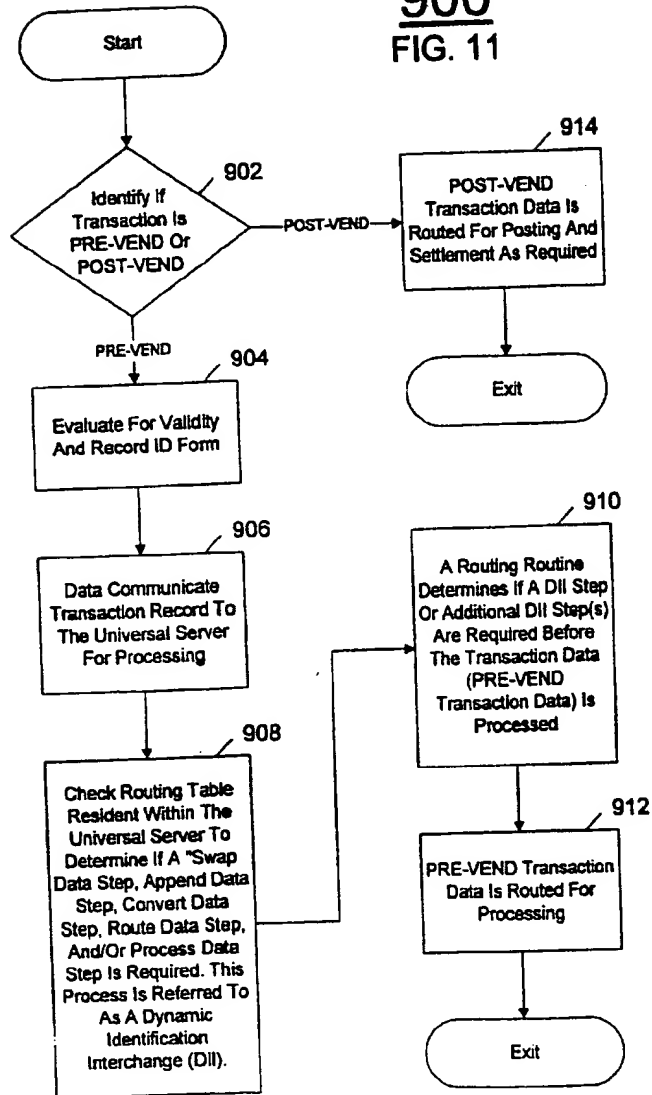 900
FIG. 11
Start
902
Identify If
Transaction Is
PRE-VEND Or
POST-VEND
POST-VEND
914
POST-VEND
Transaction Data Is
Routed For Posting And
Settlement As Required
Exit
PRE-VEND
904
Evaluate For Validity
And Record ID Form
906
Data Communicate
Transaction Record To
The Universal Server
For Processing
908
Check Routing Table
Resident Within The
Universal Server To
Determine If A "Swap
Data Step, Append Data
Step, Convert Data
Step, Route Data Step,
And/Or Process Data
Step Is Required. This
Process Is Referred To
As A Dynamic
Identification
Interchange (DII).
910
A Routing Routine
Determines If A DII Step
Or Additional DII Step(s)
Are Required Before
The Transaction Data
(PRE-VEND
Transaction Data) Is
Processed
912
PRE-VEND Transaction
Data Is Routed For
Processing
Exit